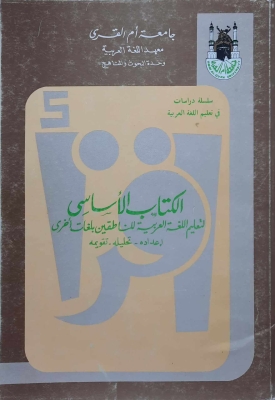 جامعة أم القرى
معهد اللغة العربية
وحدة البحوث والمناهج
سلسلة دراسات
في تعليم اللغة العربية
الكتاب الأساسي
لتعليم اللغة العربية للناطقين بلغات أخرى
إعداده - تحليله - تقويمه